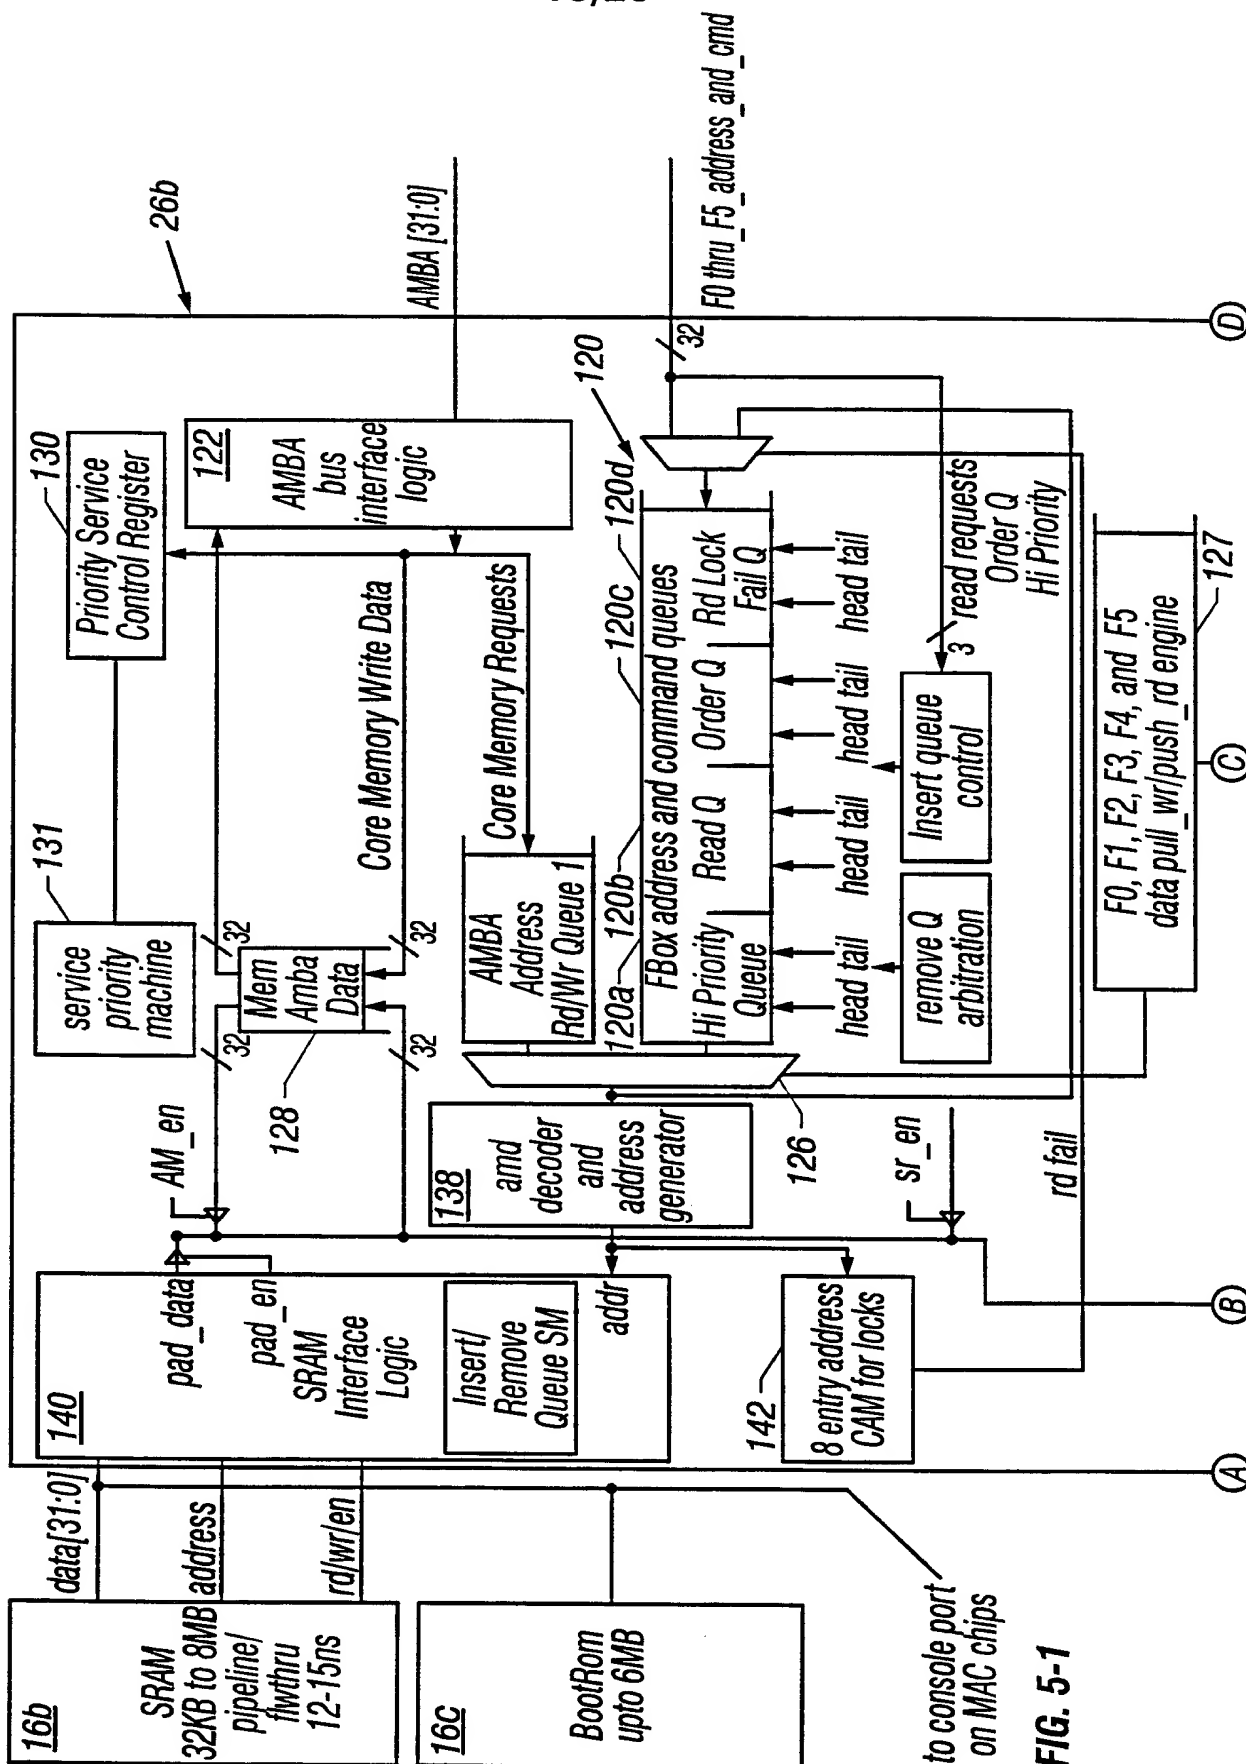 16b
SRAM
32KB to 8MB
pipeline/
flwthru
12-15ns
data[31:0]
address
rd/wr/en
16c
BootRom
upto 6MB
to console port
on MAC chips
FIG. 5-1
140
pad_data
pad_en
SRAM
Interface
Logic
Insert/
Remove
Queue SM
addr
142
8 entry address
CAM for locks
A
B
AM_en
131
service
priority
machine
32
32
Mem
Amba
Data
128
32
32
138
amd
decoder
and
address
generator
126
sr_en
rd fail
130
Priority Service
Control Register
Core Memory Write Data
Core Memory Requests
AMBA
Address
Rd/Wr Queue 1
122
AMBA
bus
interface
logic
AMBA [31:0]
26b
120
120a
120b
120c
120d
FBox address and command queues
Hi Priority
Queue
Read Q
Order Q
Rd Lock
Fail Q
head tail
head tail
head tail
head tail
remove Q
arbitration
Insert queue
control
3
read requests
Order Q
Hi Priority
32
F0 thru_F5_address_and_cmd
F0, F1, F2, F3, F4, and F5
data pull_wr/push_rd engine
127
C
D